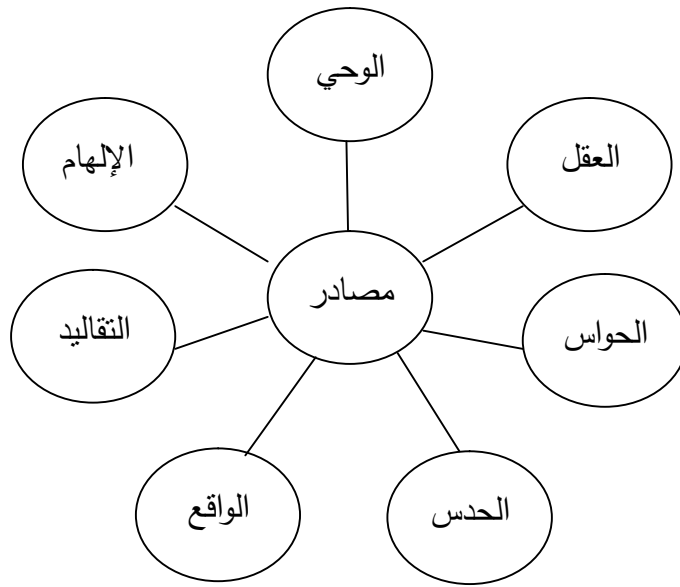 الوحي
العقل
الإلهام
مصادر
الحواس
التقاليد
الحدس
الواقع